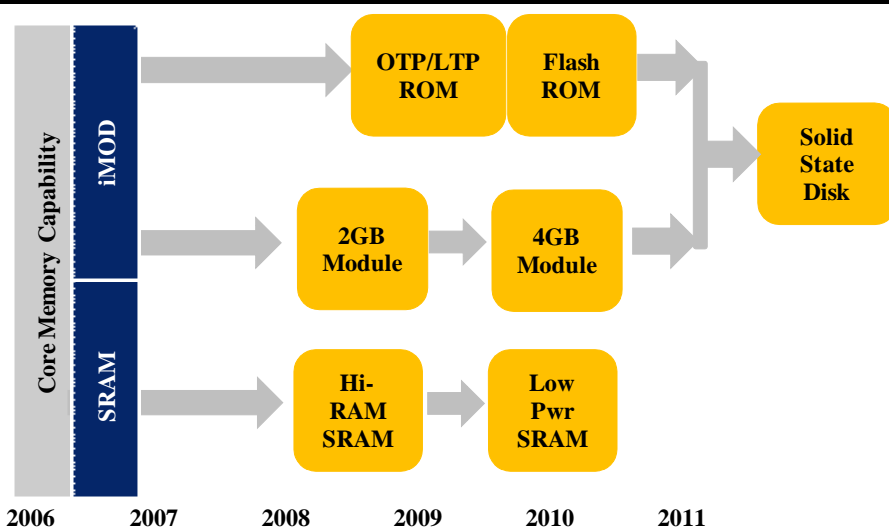 Core Memory Capability
iMOD
SRAM
OTP/LTP
ROM
Flash
ROM
Solid
State
Disk
2GB
Module
4GB
Module
Hi-
RAM
SRAM
Low
Pwr
SRAM
2006 2007 2008 2009 2010 2011